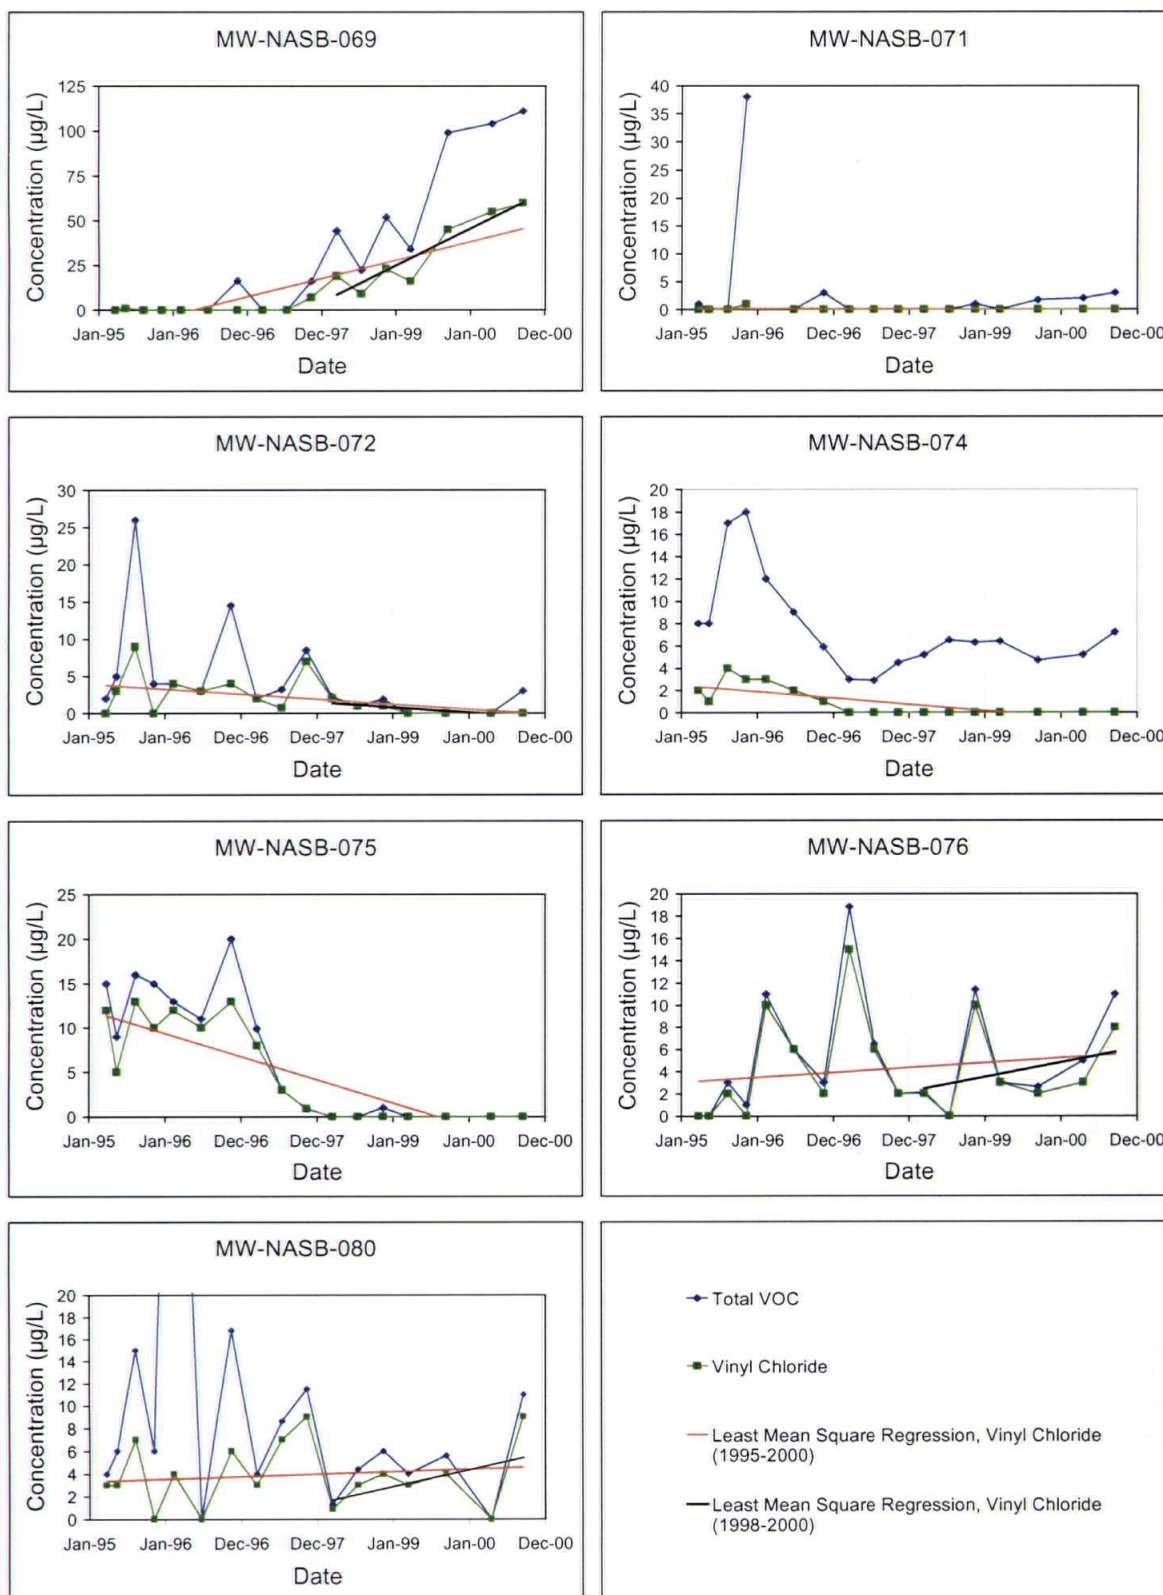 MW-NASB-069
Concentration (µg/L)
125
100
75
50
25
0
Jan-95 Jan-96 Dec-96 Dec-97 Jan-99 Jan-00 Dec-00
Date
MW-NASB-071
Concentration (µg/L)
40
35
30
25
20
15
10
5
0
Jan-95 Jan-96 Dec-96 Dec-97 Jan-99 Jan-00 Dec-00
Date
MW-NASB-072
Concentration (µg/L)
30
25
20
15
10
5
0
Jan-95 Jan-96 Dec-96 Dec-97 Jan-99 Jan-00 Dec-00
Date
MW-NASB-074
Concentration (µg/L)
20
18
16
14
12
10
8
6
4
2
0
Jan-95 Jan-96 Dec-96 Dec-97 Jan-99 Jan-00 Dec-00
Date
MW-NASB-075
Concentration (µg/L)
25
20
15
10
5
0
Jan-95 Jan-96 Dec-96 Dec-97 Jan-99 Jan-00 Dec-00
Date
MW-NASB-076
Concentration (µg/L)
20
18
16
14
12
10
8
6
4
2
0
Jan-95 Jan-96 Dec-96 Dec-97 Jan-99 Jan-00 Dec-00
Date
MW-NASB-080
Concentration (µg/L)
20
18
16
14
12
10
8
6
4
2
0
Jan-95 Jan-96 Dec-96 Dec-97 Jan-99 Jan-00 Dec-00
Date
Total VOC
Vinyl Chloride
Least Mean Square Regression, Vinyl Chloride
(1995-2000)
Least Mean Square Regression, Vinyl Chloride
(1998-2000)